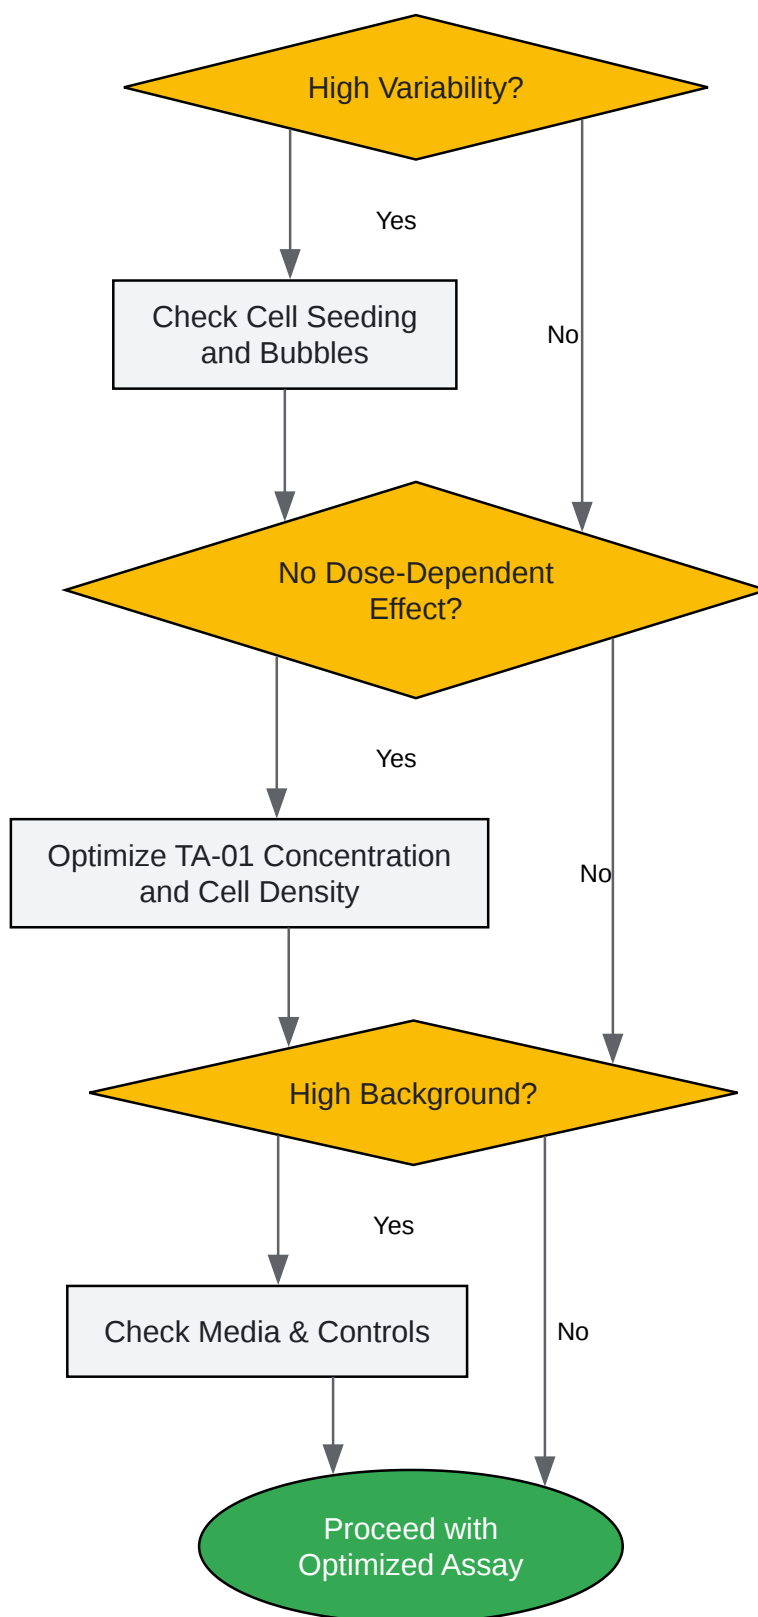 High Variability?
Yes
Check Cell Seeding
and Bubbles
No
No Dose-Dependent
Effect?
Yes
Optimize TA-01 Concentration
and Cell Density
No
High Background?
Yes
Check Media & Controls
No
Proceed with
Optimized Assay